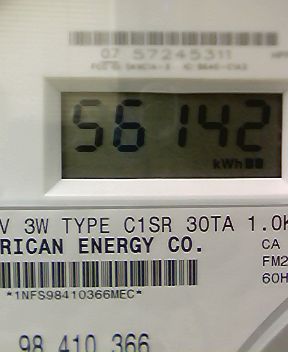 07 57245311
56142
kWh
V 3W TYPE C1SR 30TA 1.0K
RICAN ENERGY CO.
CA
FM2
60H
*1NFS98410366MEC*
98 410 366